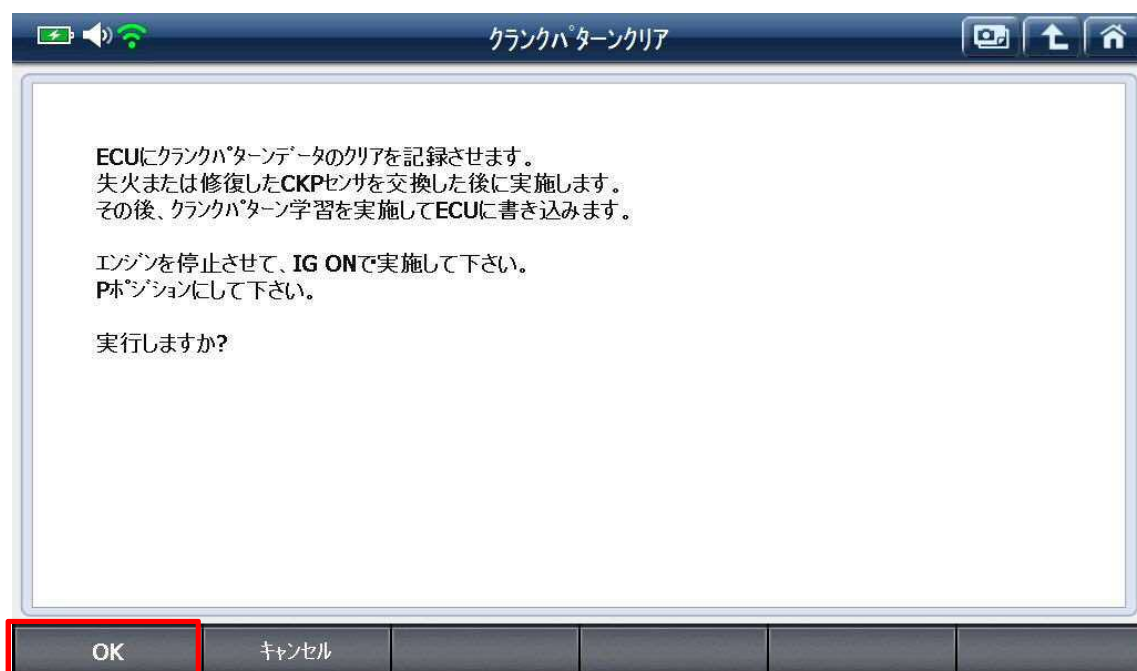 クランクパターンクリア
ECUにクランクパターンデータのクリアを記録させます。
失火または修復したCKPセンサを交換した後に実施します。
その後、クランクパターン学習を実施してECUに書き込みます。
エンジンを停止させて、IG ONで実施して下さい。
Pポジションにして下さい。
実行しますか?
OK
キャンセル